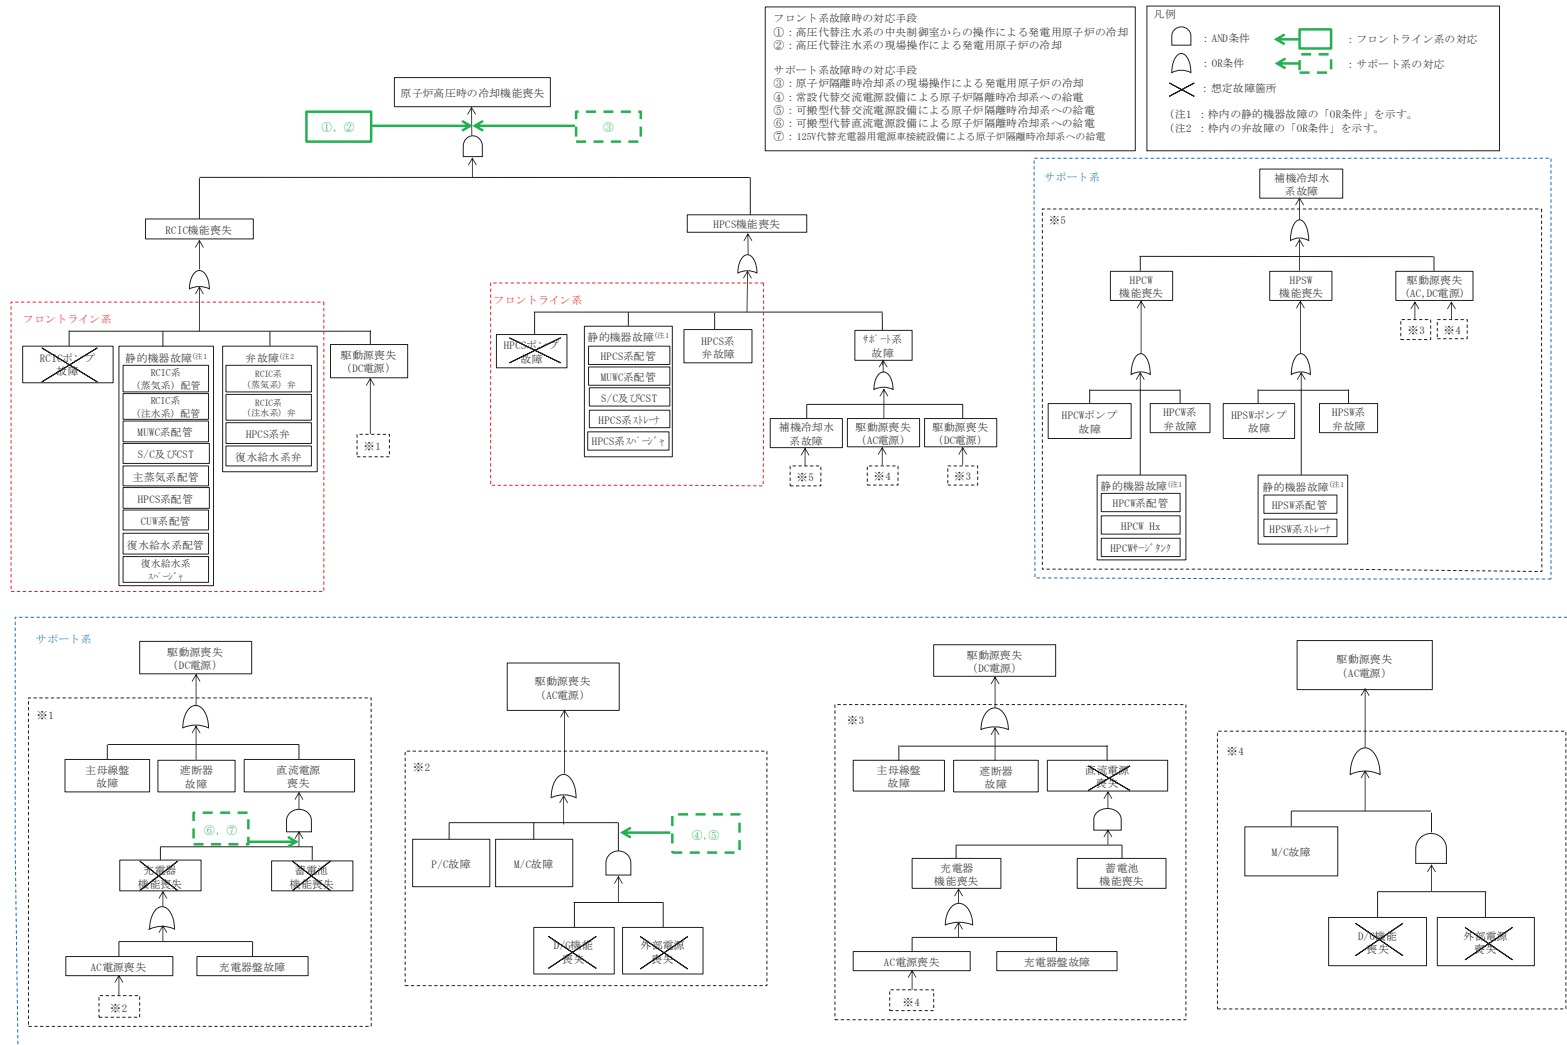 フロント系故障時の対応手段
①：高圧代替注水系の中央制御室からの操作による発電用原子炉の冷却
②：高圧代替注水系の現場操作による発電用原子炉の冷却
サポート系故障時の対応手段
③：原子炉隔離時冷却系の現場操作による発電用原子炉の冷却
④：常設代替交流電源設備による原子炉隔離時冷却系への給電
⑤：可搬型代替交流電源設備による原子炉隔離時冷却系への給電
⑥：可搬型代替直流電源設備による原子炉隔離時冷却系への給電
⑦：125V代替充電器用電源車接続設備による原子炉隔離時冷却系への給電
凡例
：AND条件
：フロントライン系の対応
：OR条件
：サポート系の対応
：想定故障箇所
(注1 ：枠内の静的機器故障の「OR条件」を示す。
(注2 ：枠内の弁故障の「OR条件」を示す。
原子炉高圧時の冷却機能喪失
①，②
③
RCIC機能喪失
HPCS機能喪失
フロントライン系
RCICポンプ
故障
静的機器故障(注1
RCIC系
(蒸気系) 配管
RCIC系
(注水系) 配管
MUWC系配管
S/C及びCST
主蒸気系配管
HPCS系配管
CUW系配管
復水給水系配管
復水給水系
ｽﾊﾟｰｼﾞｬ
弁故障(注2
RCIC系
(蒸気系) 弁
RCIC系
(注水系) 弁
HPCS系弁
復水給水系弁
駆動源喪失
(DC電源)
※1
フロントライン系
HPCSポンプ
故障
静的機器故障(注1
HPCS系配管
MUWC系配管
S/C及びCST
HPCS系ｽﾄﾚｰﾅ
HPCS系ｽﾊﾟｰｼﾞｬ
HPCS系
弁故障
ｻﾎﾟｰﾄ系
故障
補機冷却水
系故障
※5
駆動源喪失
(AC電源)
※4
駆動源喪失
(DC電源)
※3
サポート系
補機冷却水
系故障
※5
HPCW
機能喪失
HPSW
機能喪失
駆動源喪失
(AC,DC電源)
※3
※4
HPCWポンプ
故障
HPCW系
弁故障
HPSWポンプ
故障
HPSW系
弁故障
静的機器故障(注1
HPCW系配管
HPCW Hx
HPCWｻｰｼﾞﾀﾝｸ
静的機器故障(注1
HPSW系配管
HPSW系ｽﾄﾚｰﾅ
サポート系
駆動源喪失
(DC電源)
※1
主母線盤
故障
遮断器
故障
直流電源
喪失
⑥，⑦
充電器
機能喪失
蓄電池
機能喪失
AC電源喪失
充電器盤故障
※2
駆動源喪失
(AC電源)
※2
④,⑤
P/C故障
M/C故障
D/G機能
喪失
外部電源
喪失
駆動源喪失
(DC電源)
※3
主母線盤
故障
遮断器
故障
直流電源
喪失
充電器
機能喪失
蓄電池
機能喪失
AC電源喪失
充電器盤故障
※4
駆動源喪失
(AC電源)
※4
M/C故障
D/G機能
喪失
外部電源
喪失